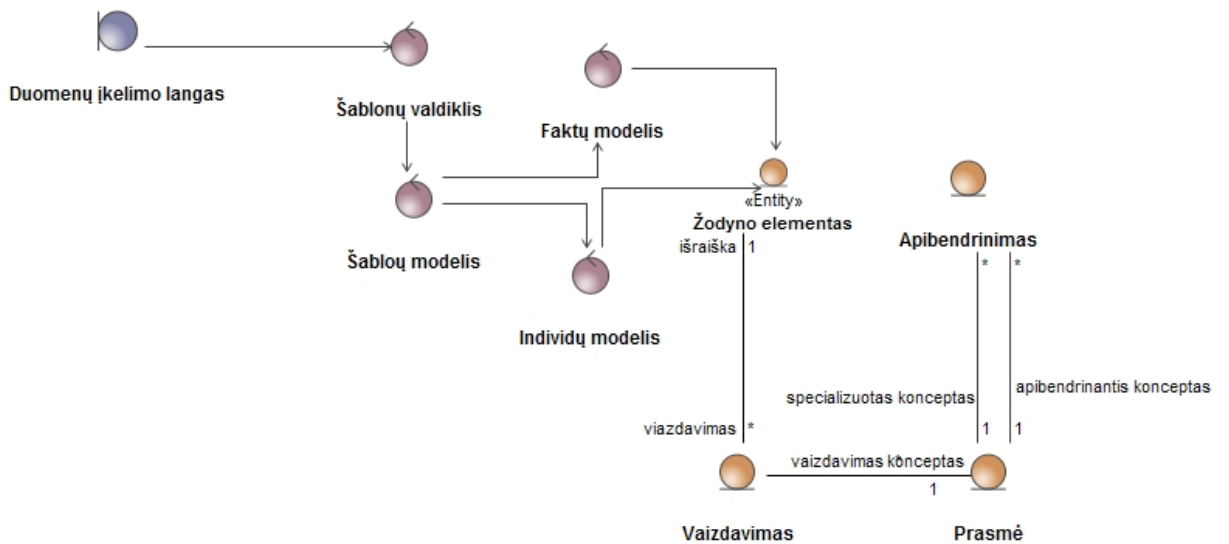 Duomenų įkelimo langas
Šablonų valdiklis
Faktų modelis
Šabloų modelis
Individų modelis
«Entity»
Žodyno elementas
išraiška 1
Apibendrinimas
* *
specializuotas konceptas
apibendrinantis konceptas
viazdavimas *
1 1
vaizdavimas konceptas
*
1
Vaizdavimas
Prasmė